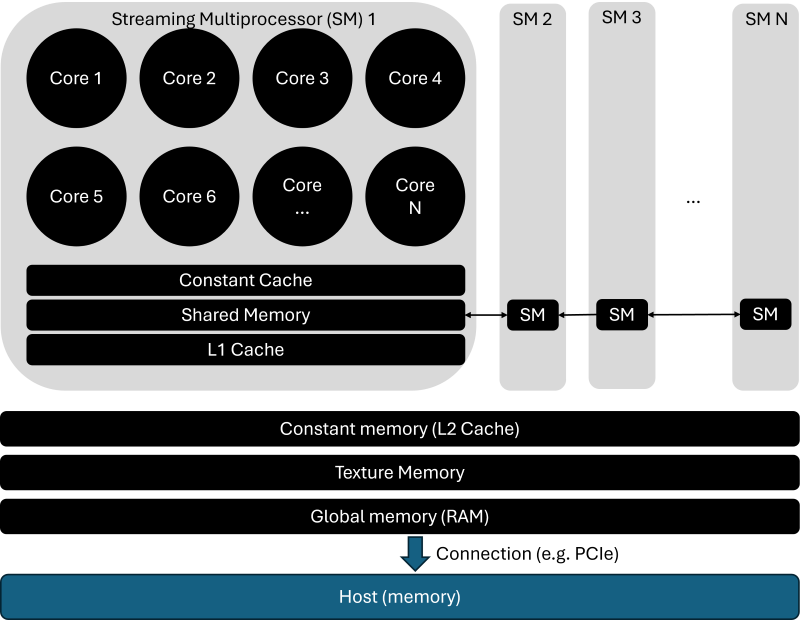 Streaming Multiprocessor (SM) 1
SM 2
SM 3
SM N
Core 1
Core 2
Core 3
Core 4
Core 5
Core 6
Core
...
Core
N
...
Constant Cache
Shared Memory
SM
SM
SM
L1 Cache
Constant memory (L2 Cache)
Texture Memory
Global memory (RAM)
Connection (e.g. PCIe)
Host (memory)